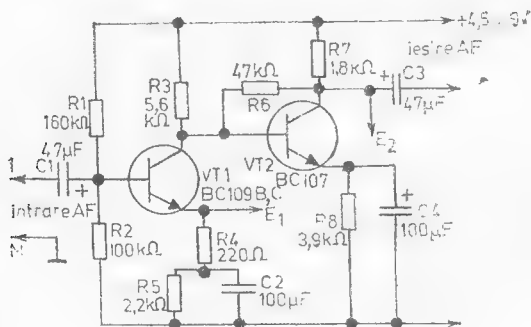 +4,5..9V
R7
1,8kΩ
ieșire AF
R3
5,6
kΩ
47kΩ
R6
C3
47µF
R1
160kΩ
E2
47µF
C1
1
VT1
BC109B,C.
VT2
BC107
intrare AF
E1
R2
100kΩ
R4
220Ω
R8
3,9kΩ
C4
100µF
M
R5
2,2kΩ
C2
100µF